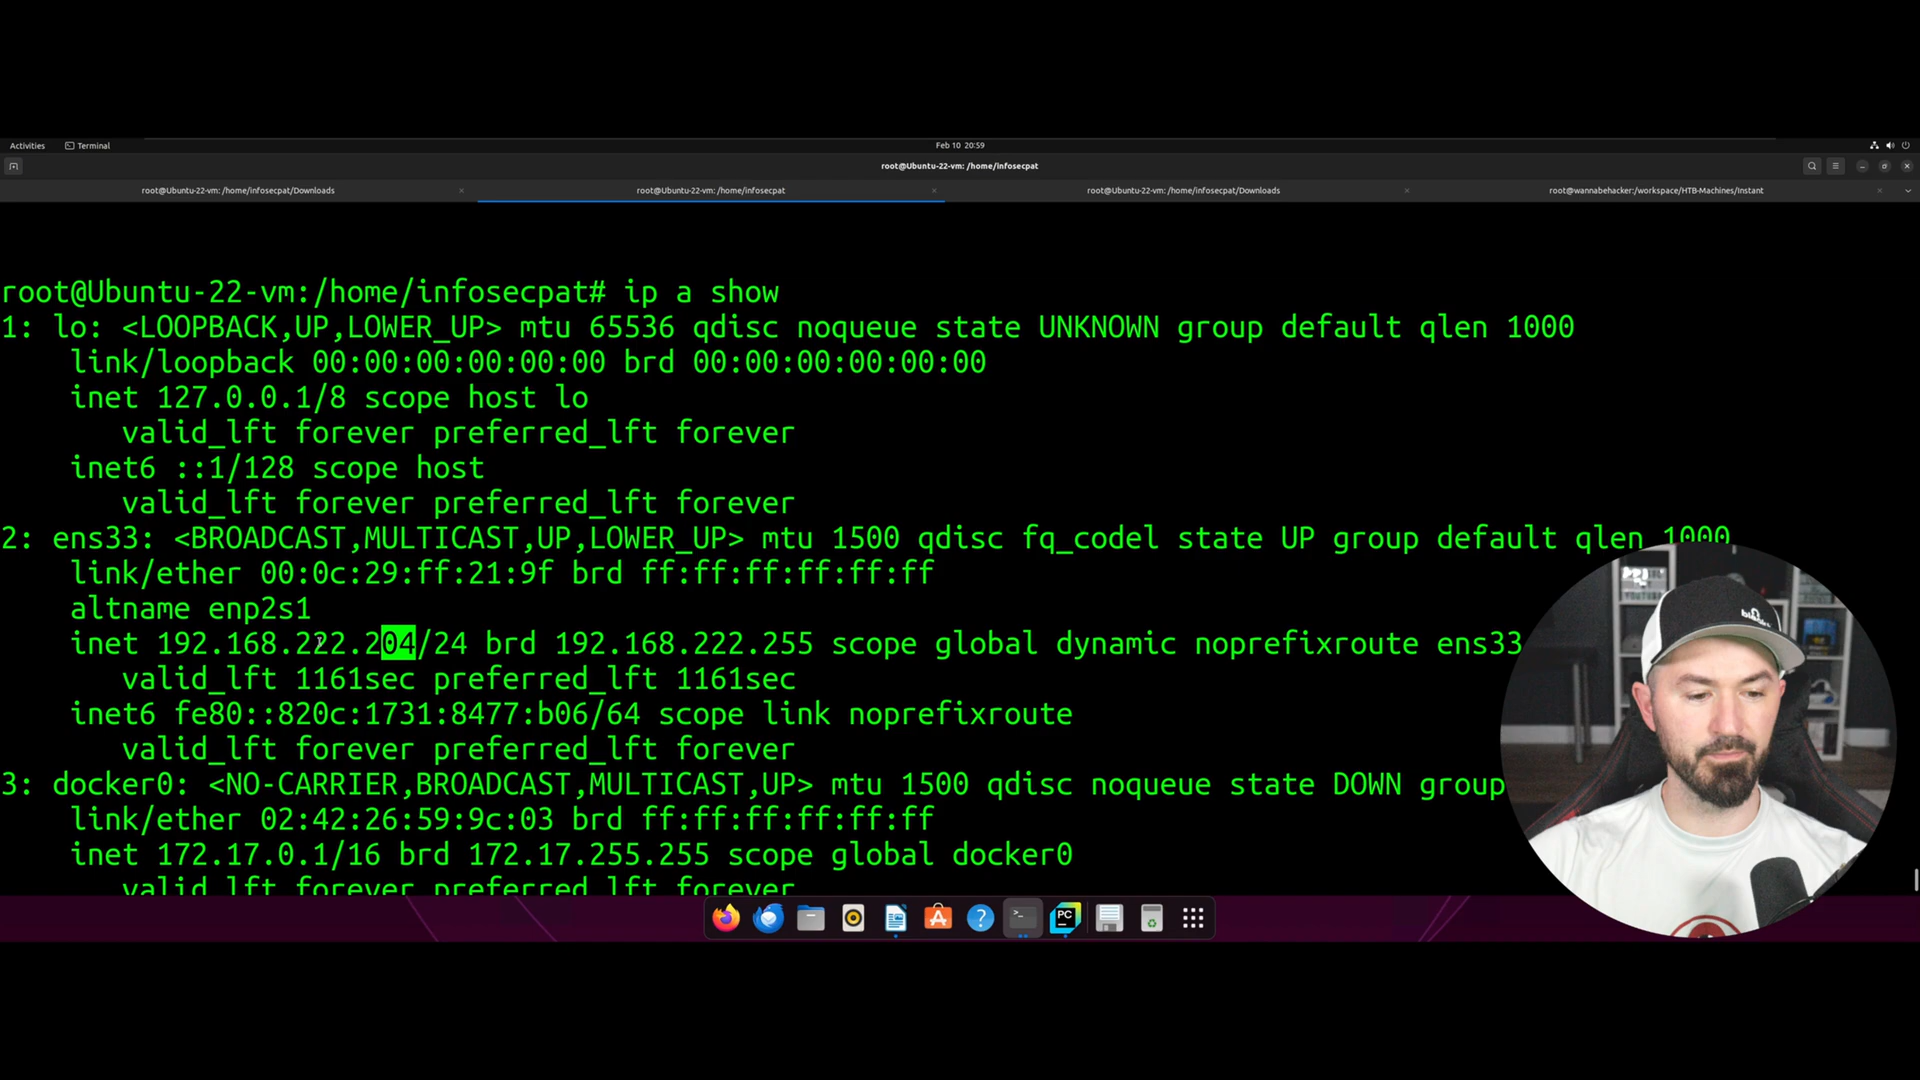 Activities
Terminal
Feb 10 20:59
root@Ubuntu-22-vm: /home/infosecpat
root@Ubuntu-22-vm: /home/infosecpat/Downloads
root@Ubuntu-22-vm: /home/infosecpat
root@Ubuntu-22-vm: /home/infosecpat/Downloads
root@wannabehacker:/workspace/HTB-Machines/Instant
root@Ubuntu-22-vm:/home/infosecpat# ip a show
1: lo: <LOOPBACK,UP,LOWER_UP> mtu 65536 qdisc noqueue state UNKNOWN group default qlen 1000
link/loopback 00:00:00:00:00:00 brd 00:00:00:00:00:00
inet 127.0.0.1/8 scope host lo
valid_lft forever preferred_lft forever
inet6 ::1/128 scope host
valid_lft forever preferred_lft forever
2: ens33: <BROADCAST,MULTICAST,UP,LOWER_UP> mtu 1500 qdisc fq_codel state UP group default qlen 1000
link/ether 00:0c:29:ff:21:9f brd ff:ff:ff:ff:ff:ff
altname enp2s1
inet 192.168.222.204/24 brd 192.168.222.255 scope global dynamic noprefixroute ens33
valid_lft 1161sec preferred_lft 1161sec
inet6 fe80::820c:1731:8477:b06/64 scope link noprefixroute
valid_lft forever preferred_lft forever
3: docker0: <NO-CARRIER,BROADCAST,MULTICAST,UP> mtu 1500 qdisc noqueue state DOWN group
link/ether 02:42:26:59:9c:03 brd ff:ff:ff:ff:ff:ff
inet 172.17.0.1/16 brd 172.17.255.255 scope global docker0
valid_lft forever preferred_lft forever
PC